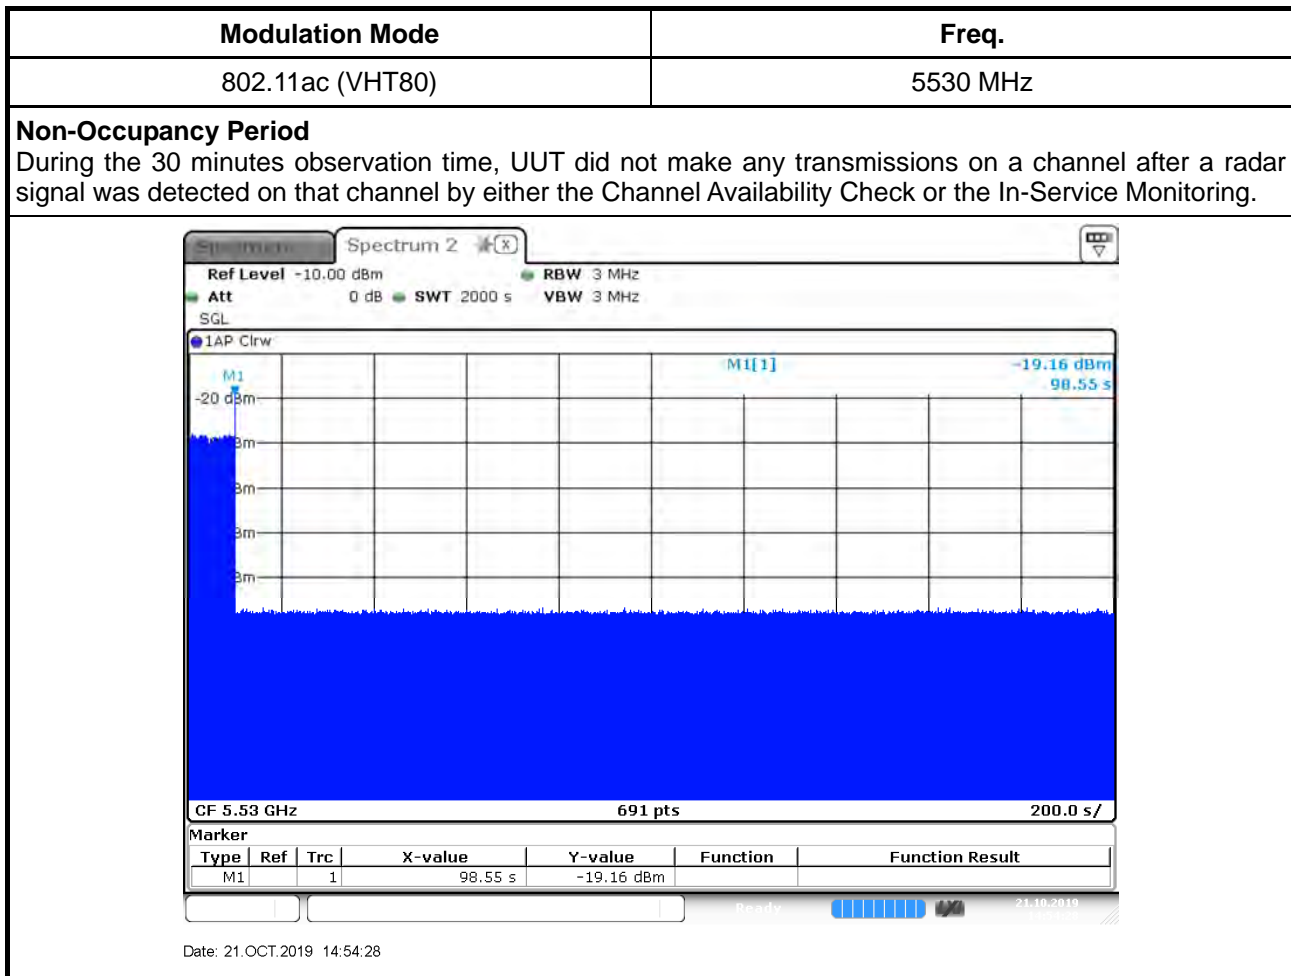 Modulation Mode Freq.
802.11ac (VHT80) 5530 MHz
Non-Occupancy Period
During the 30 minutes observation time, UUT did not make any transmissions on a channel after a radar
signal was detected on that channel by either the Channel Availability Check or the In-Service Monitoring.
Spectrum 2 X
Ref Level -10.00 dBm RBW 3 MHz
Att 0 dB SWT 2000 s VBW 3 MHz
SGL
1AP Clrw
M1[1] -19.16 dBm
98.55 s
M1
-20 dBm
CF 5.53 GHz 691 pts 200.0 s/
Marker
Type Ref Trc X-value Y-value Function Function Result
M1 1 98.55 s -19.16 dBm
Ready 21.10.2019
Date: 21.OCT.2019 14:54:28